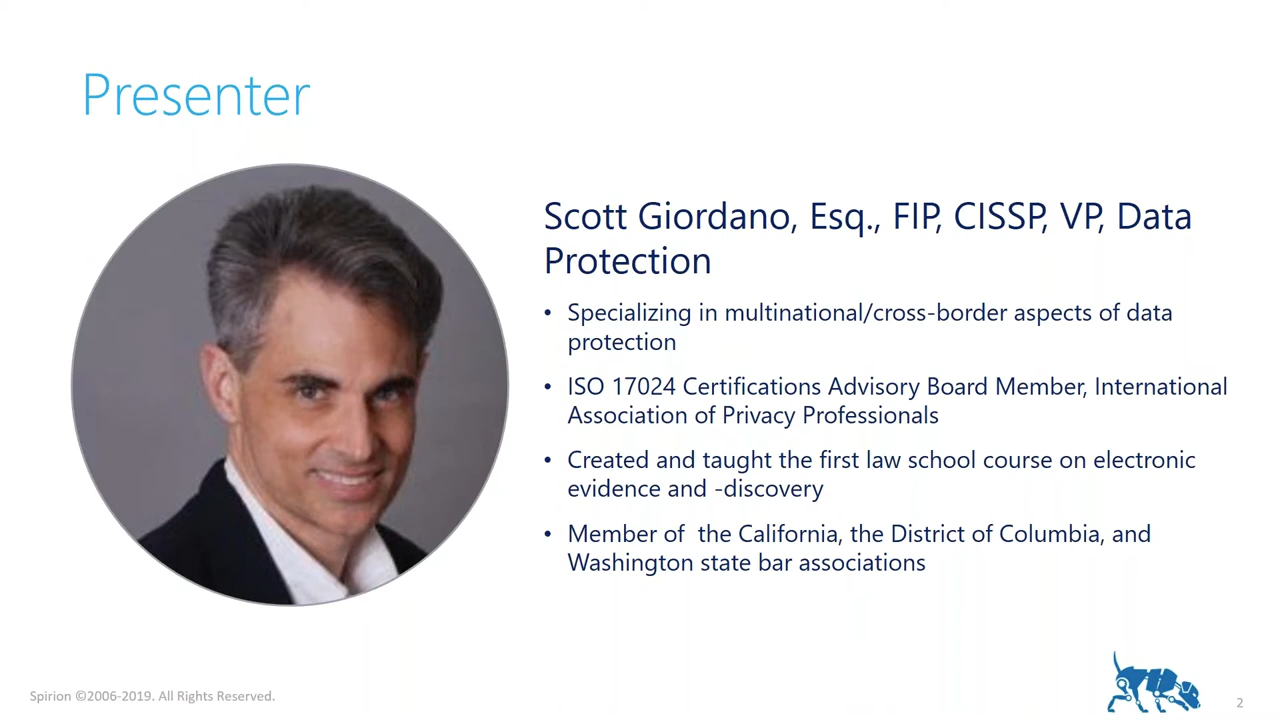 Presenter
Scott Giordano, Esq., FIP, CISSP, VP, Data
Protection
• Specializing in multinational/cross-border aspects of data
protection
• ISO 17024 Certifications Advisory Board Member, International
Association of Privacy Professionals
• Created and taught the first law school course on electronic
evidence and -discovery
• Member of  the California, the District of Columbia, and
Washington state bar associations
Spirion ©2006-2019. All Rights Reserved.
2